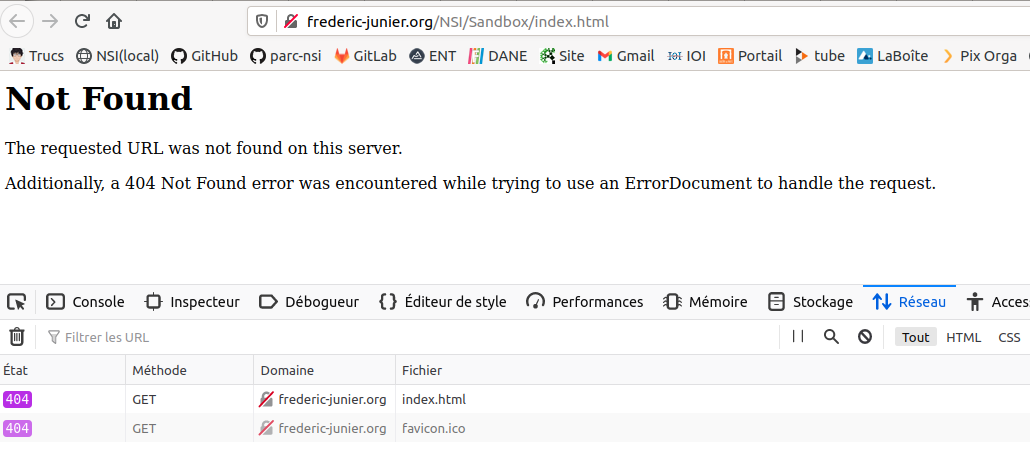 frederic-junier.org/NSI/Sandbox/index.html
Trucs NSI(local) GitHub parc-nsi GitLab ENT DANE Site Gmail IOI Portail tube LaBoîte Pix Orga
Not Found
The requested URL was not found on this server.
Additionally, a 404 Not Found error was encountered while trying to use an ErrorDocument to handle the request.
Console Inspecteur Débogueur Éditeur de style Performances Mémoire Stockage Réseau Acces
Filtrer les URL Tout HTML CSS
État Méthode Domaine Fichier
404 GET frederic-junier.org index.html
404 GET frederic-junier.org favicon.ico